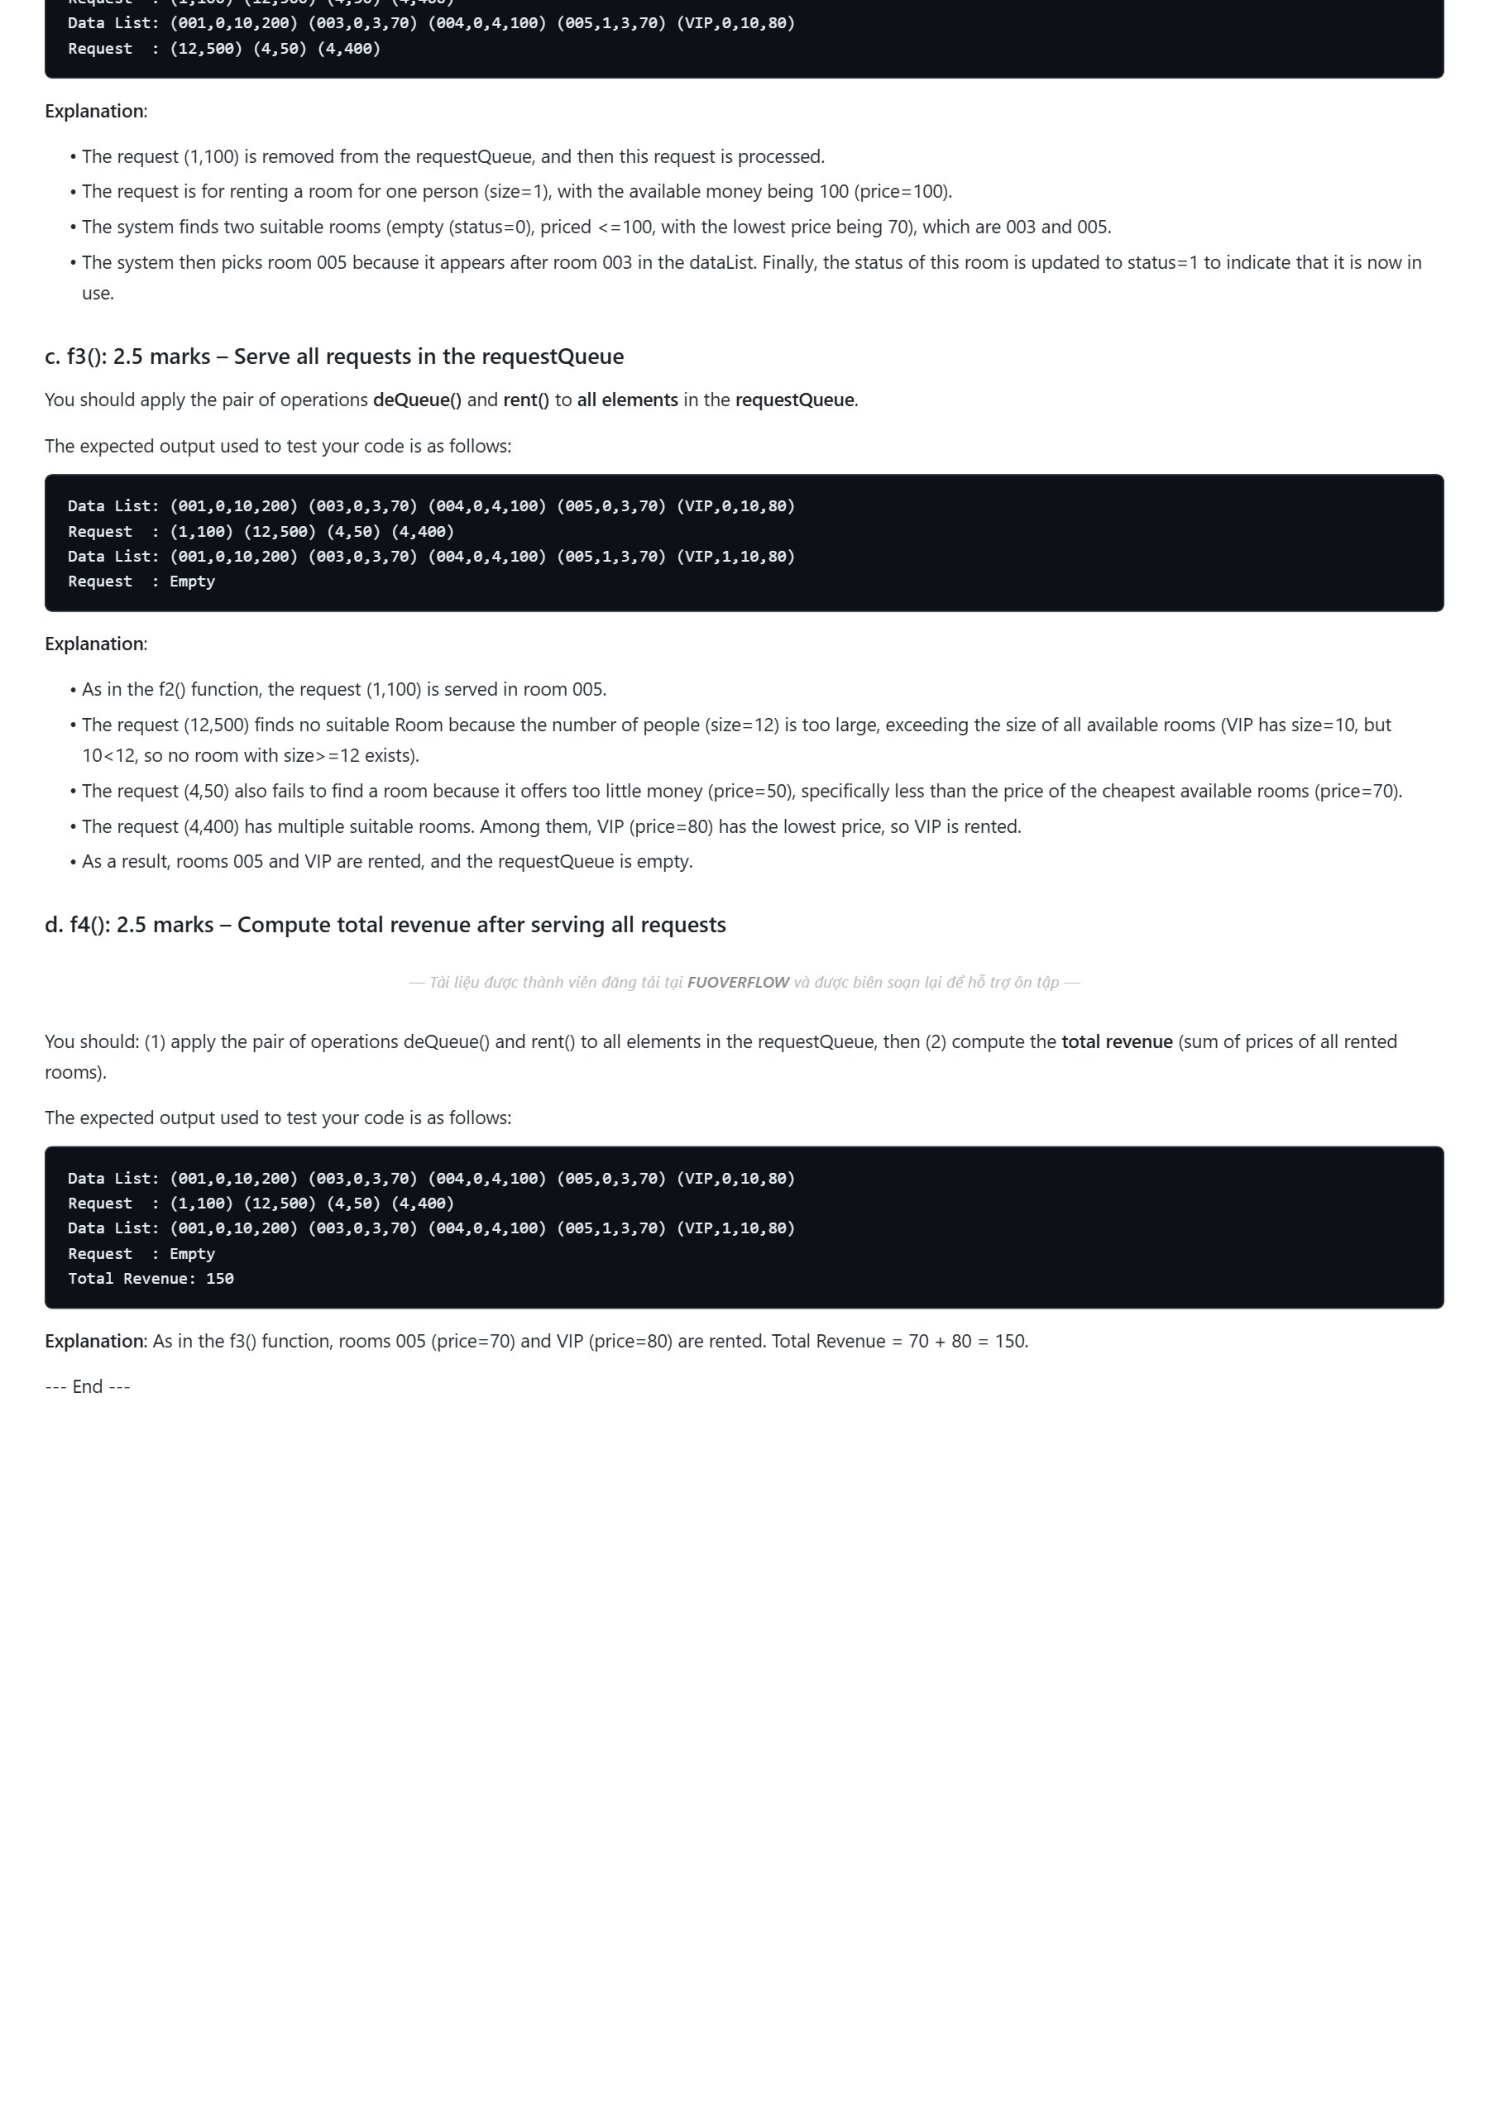 Request  : (1,100) (12,500) (4,50) (4,400)
Data List: (001,0,10,200) (003,0,3,70) (004,0,4,100) (005,1,3,70) (VIP,0,10,80)
Request  : (12,500) (4,50) (4,400)
Explanation:
• The request (1,100) is removed from the requestQueue, and then this request is processed.
• The request is for renting a room for one person (size=1), with the available money being 100 (price=100).
• The system finds two suitable rooms (empty (status=0), priced <=100, with the lowest price being 70), which are 003 and 005.
• The system then picks room 005 because it appears after room 003 in the dataList. Finally, the status of this room is updated to status=1 to indicate that it is now in
use.
c. f3(): 2.5 marks – Serve all requests in the requestQueue
You should apply the pair of operations deQueue() and rent() to all elements in the requestQueue.
The expected output used to test your code is as follows:
Data List: (001,0,10,200) (003,0,3,70) (004,0,4,100) (005,0,3,70) (VIP,0,10,80)
Request  : (1,100) (12,500) (4,50) (4,400)
Data List: (001,0,10,200) (003,0,3,70) (004,0,4,100) (005,1,3,70) (VIP,1,10,80)
Request  : Empty
Explanation:
• As in the f2() function, the request (1,100) is served in room 005.
• The request (12,500) finds no suitable Room because the number of people (size=12) is too large, exceeding the size of all available rooms (VIP has size=10, but
10<12, so no room with size>=12 exists).
• The request (4,50) also fails to find a room because it offers too little money (price=50), specifically less than the price of the cheapest available rooms (price=70).
• The request (4,400) has multiple suitable rooms. Among them, VIP (price=80) has the lowest price, so VIP is rented.
• As a result, rooms 005 and VIP are rented, and the requestQueue is empty.
d. f4(): 2.5 marks – Compute total revenue after serving all requests
— Tài liệu được thành viên đăng tải tại FUOVERFLOW và được biên soạn lại để hỗ trợ ôn tập —
You should: (1) apply the pair of operations deQueue() and rent() to all elements in the requestQueue, then (2) compute the total revenue (sum of prices of all rented
rooms).
The expected output used to test your code is as follows:
Data List: (001,0,10,200) (003,0,3,70) (004,0,4,100) (005,0,3,70) (VIP,0,10,80)
Request  : (1,100) (12,500) (4,50) (4,400)
Data List: (001,0,10,200) (003,0,3,70) (004,0,4,100) (005,1,3,70) (VIP,1,10,80)
Request  : Empty
Total Revenue: 150
Explanation: As in the f3() function, rooms 005 (price=70) and VIP (price=80) are rented. Total Revenue = 70 + 80 = 150.
--- End ---